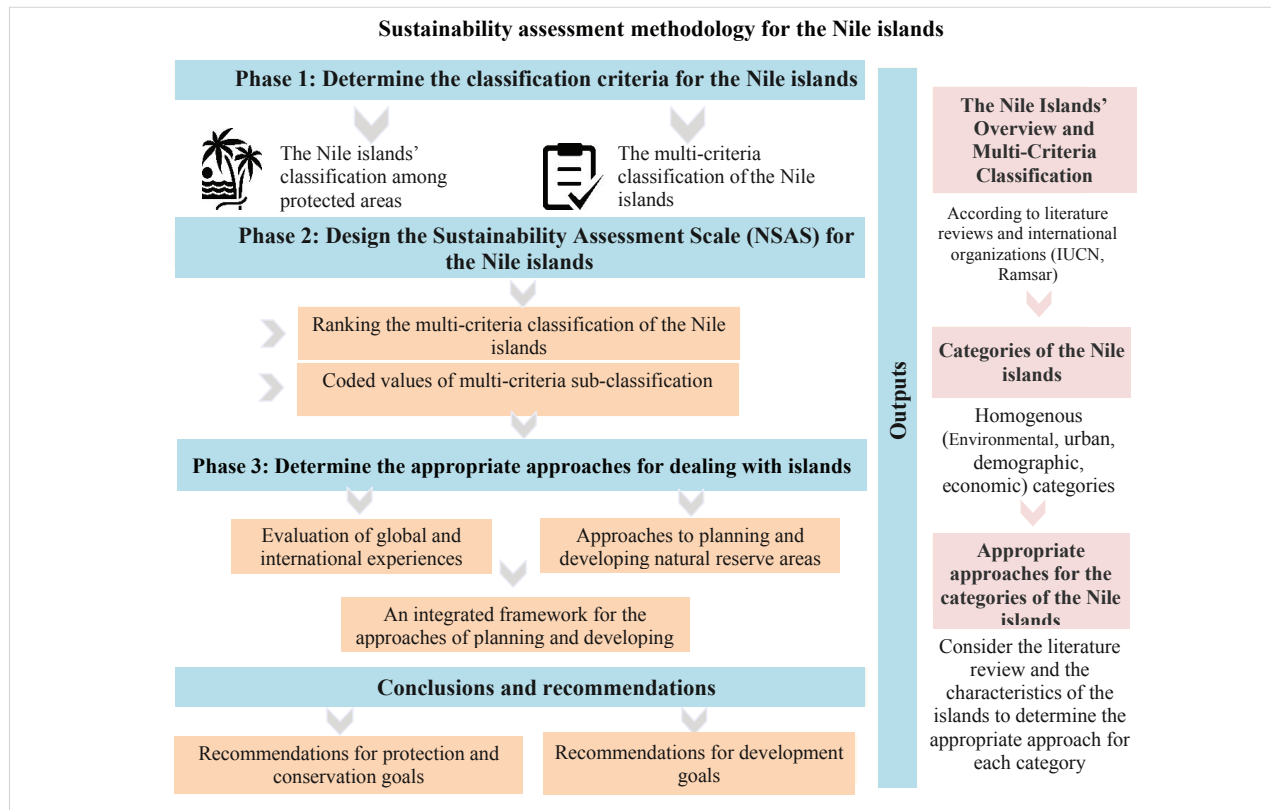 Sustainability assessment methodology for the Nile islands
Phase 1: Determine the classification criteria for the Nile islands
The Nile islands'
classification among
protected areas
The multi-criteria
classification of the Nile
islands
Phase 2: Design the Sustainability Assessment Scale (NSAS) for
the Nile islands
Ranking the multi-criteria classification of the Nile
islands
Coded values of multi-criteria sub-classification
Phase 3: Determine the appropriate approaches for dealing with islands
Evaluation of global and
international experiences
Approaches to planning and
developing natural reserve areas
An integrated framework for the
approaches of planning and developing
Conclusions and recommendations
Recommendations for protection and
conservation goals
Recommendations for development
goals
Outputs
The Nile Islands'
Overview and
Multi-Criteria
Classification
According to literature
reviews and international
organizations (IUCN,
Ramsar)
Categories of the Nile
islands
Homogenous
(Environmental, urban,
demographic,
economic) categories
Appropriate
approaches for the
categories of the Nile
islands
Consider the literature
review and the
characteristics of the
islands to determine the
appropriate approach for
each category